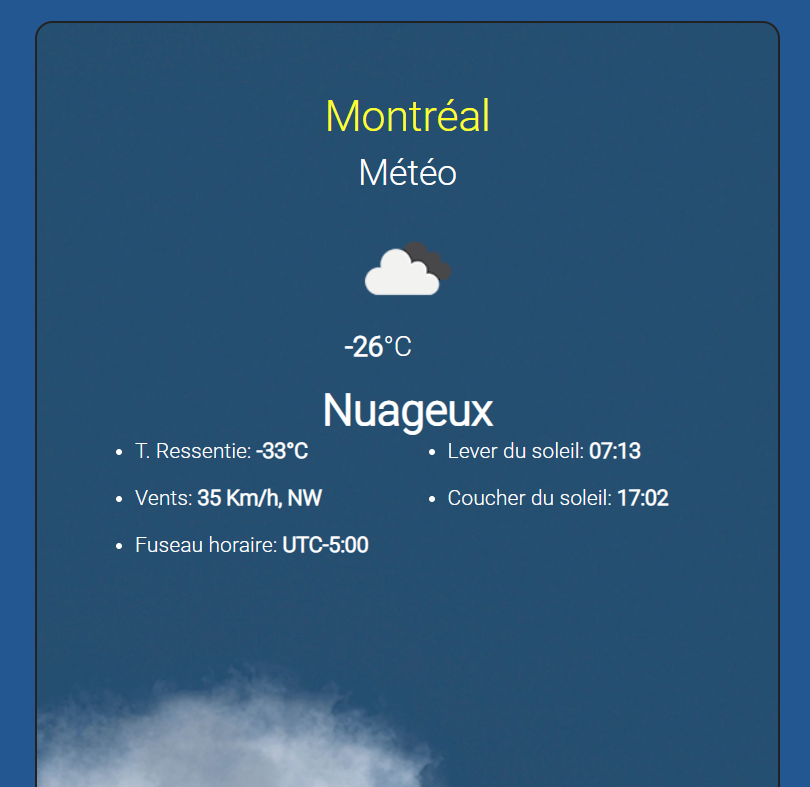 Montréal
Météo
-26°C
Nuageux
T. Ressentie: -33°C
Lever du soleil: 07:13
Vents: 35 Km/h, NW
Coucher du soleil: 17:02
Fuseau horaire: UTC-5:00